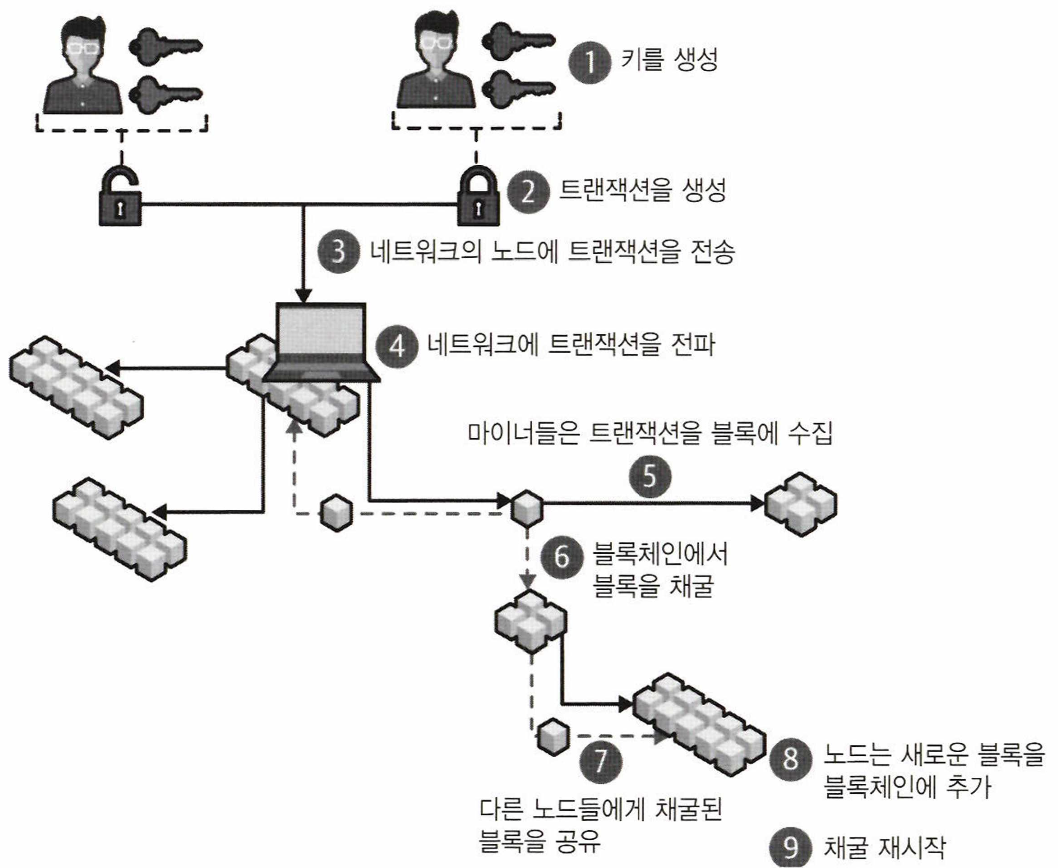 1 키를 생성
2 트랜잭션을 생성
3 네트워크의 노드에 트랜잭션을 전송
4 네트워크에 트랜잭션을 전파
마이너들은 트랜잭션을 블록에 수집
5
6 블록체인에서
블록을 채굴
7
다른 노드들에게 채굴된
블록을 공유
8 노드는 새로운 블록을
블록체인에 추가
9 채굴 재시작